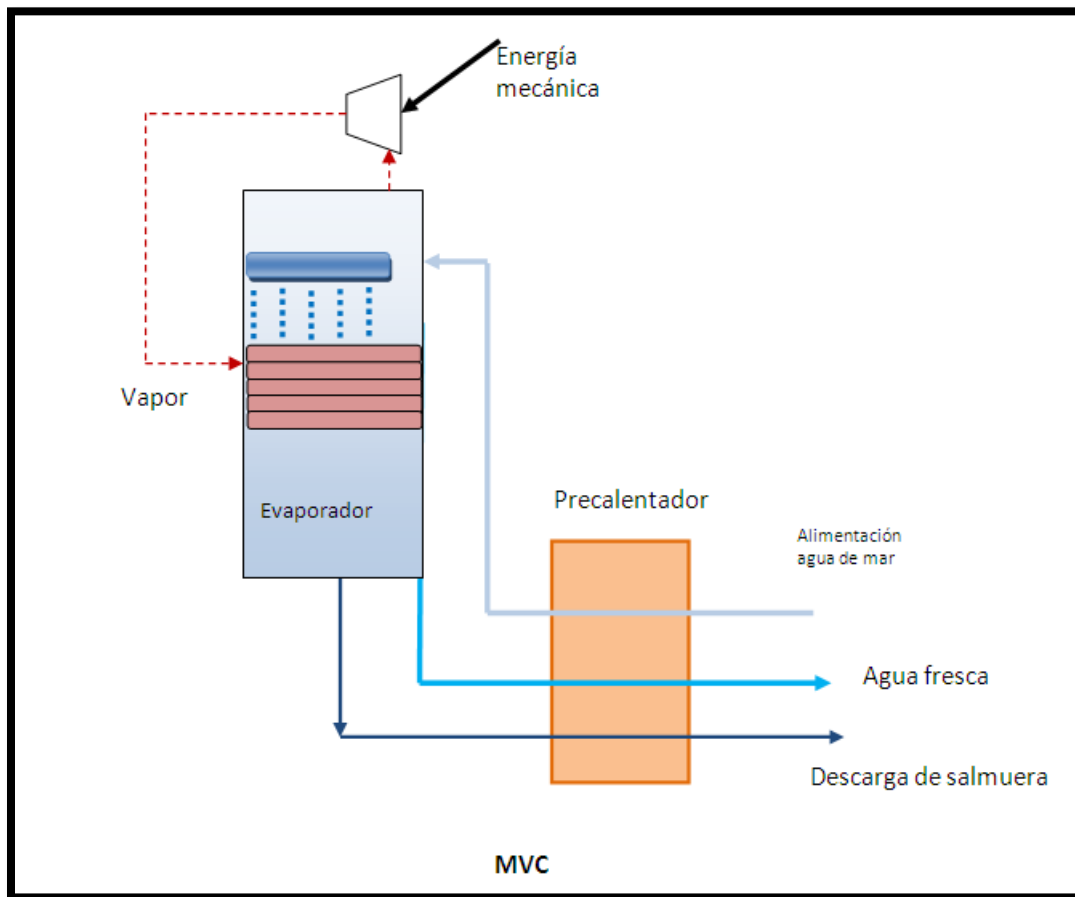 Energía
mecánica
Vapor
Evaporador
Precalentador
Alimentación
agua de mar
Agua fresca
Descarga de salmuera
MVC